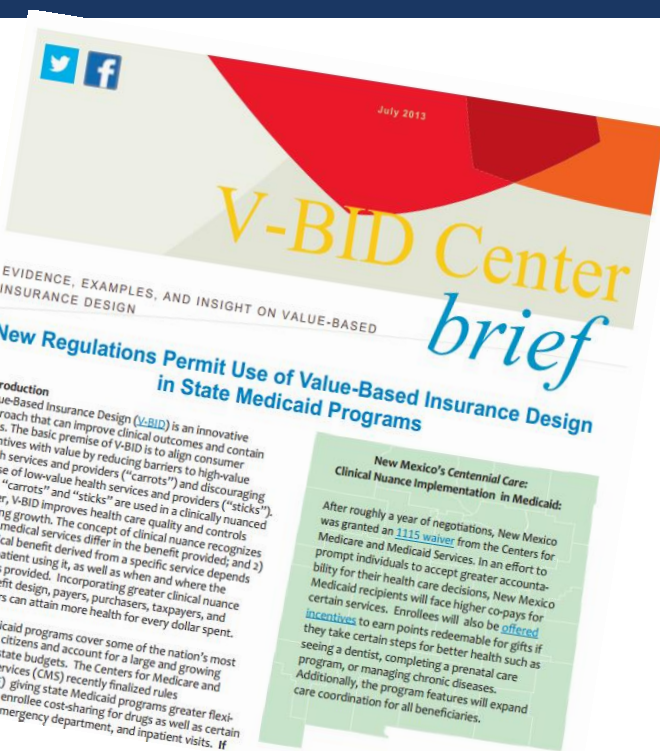 July 2013
V-BID Center
brief
EVIDENCE, EXAMPLES, AND INSIGHT ON VALUE-BASED
INSURANCE DESIGN
New Regulations Permit Use of Value-Based Insurance Design
in State Medicaid Programs
Insurance Design (V-BID) is an innovative
that can improve clinical outcomes and contain
The basic premise of V-BID is to align consumer
with value by reducing barriers to high-value
services and providers (“carrots”) and discouraging
of low-value health services and providers (“sticks”).
“carrots” and “sticks” are used in a clinically nuanced
V-BID improves health care quality and controls
growth. The concept of clinical nuance recognizes
medical services differ in the benefit provided; and 2)
benefit derived from a specific service depends
using it, as well as when and where the
provided. Incorporating greater clinical nuance
design, payers, purchasers, taxpayers, and
can attain more health for every dollar spent.
programs cover some of the nation's most
citizens and account for a large and growing
state budgets. The Centers for Medicare and
(CMS) recently finalized rules
giving state Medicaid programs greater flexi-
enrollee cost-sharing for drugs as well as certain
emergency department, and inpatient visits. If
New Mexico's Centennial Care:
Clinical Nuance Implementation in Medicaid:
After roughly a year of negotiations, New Mexico
was granted an 1115 waiver from the Centers for
Medicare and Medicaid Services. In an effort to
prompt individuals to accept greater accounta-
bility for their health care decisions, New Mexico
Medicaid recipients will face higher co-pays for
certain services. Enrollees will also be offered
incentives to earn points redeemable for gifts if
they take certain steps for better health such as
seeing a dentist, completing a prenatal care
program, or managing chronic diseases.
Additionally, the program features will expand
care coordination for all beneficiaries.